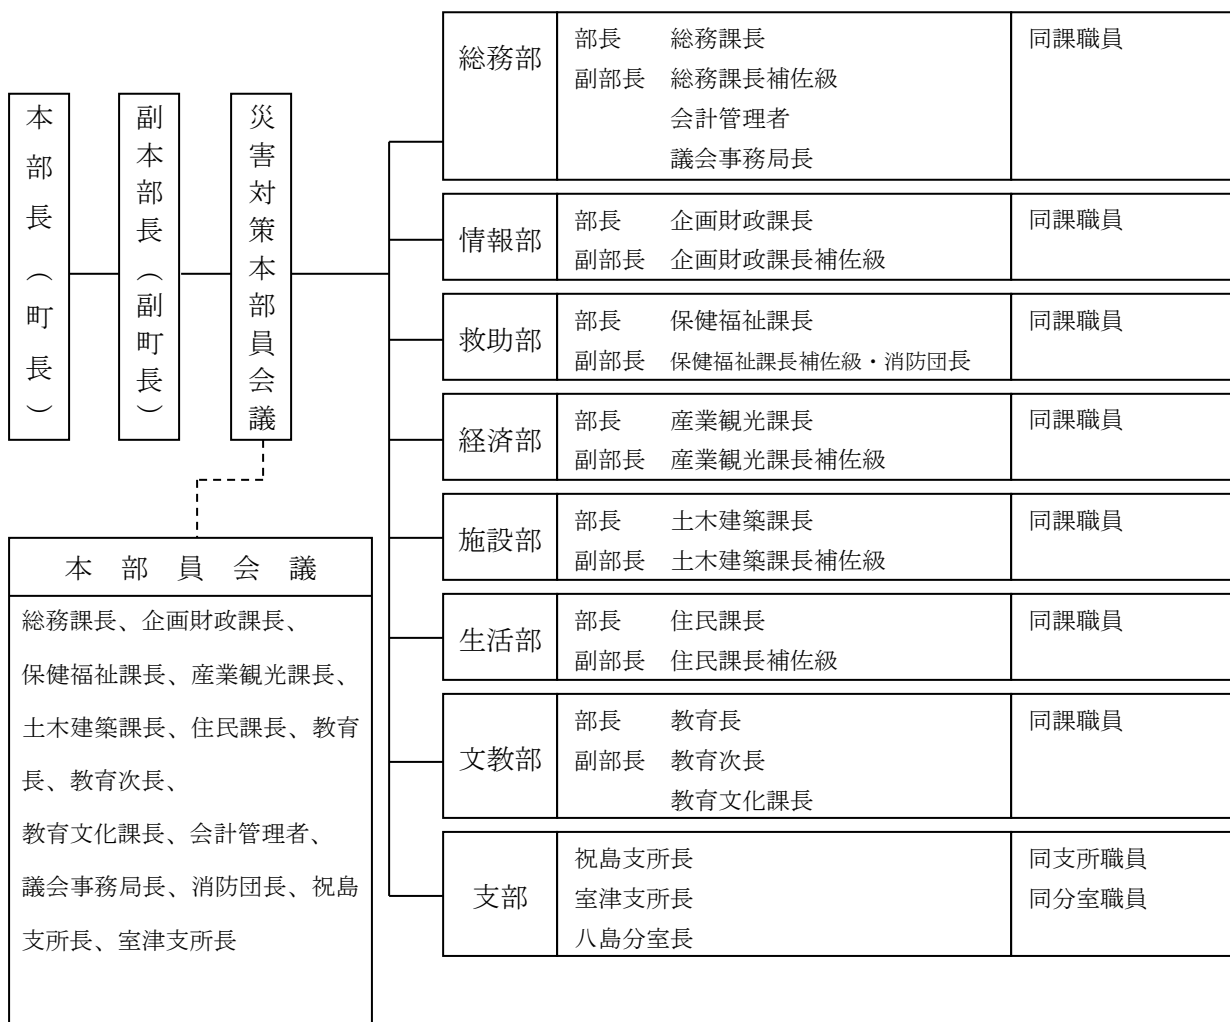 本部長（町長）
副本部長（副町長）
災害対策本部員会議
本部員会議
総務課長、企画財政課長、
保健福祉課長、産業観光課長、
土木建築課長、住民課長、教育
長、教育次長、
教育文化課長、会計管理者、
議会事務局長、消防団長、祝島
支所長、室津支所長
総務部
部長 総務課長
副部長 総務課長補佐級
会計管理者
議会事務局長
同課職員
情報部
部長 企画財政課長
副部長 企画財政課長補佐級
同課職員
救助部
部長 保健福祉課長
副部長 保健福祉課長補佐級・消防団長
同課職員
経済部
部長 産業観光課長
副部長 産業観光課長補佐級
同課職員
施設部
部長 土木建築課長
副部長 土木建築課長補佐級
同課職員
生活部
部長 住民課長
副部長 住民課長補佐級
同課職員
文教部
部長 教育長
副部長 教育次長
教育文化課長
同課職員
支部
祝島支所長
室津支所長
八島分室長
同支所職員
同分室職員